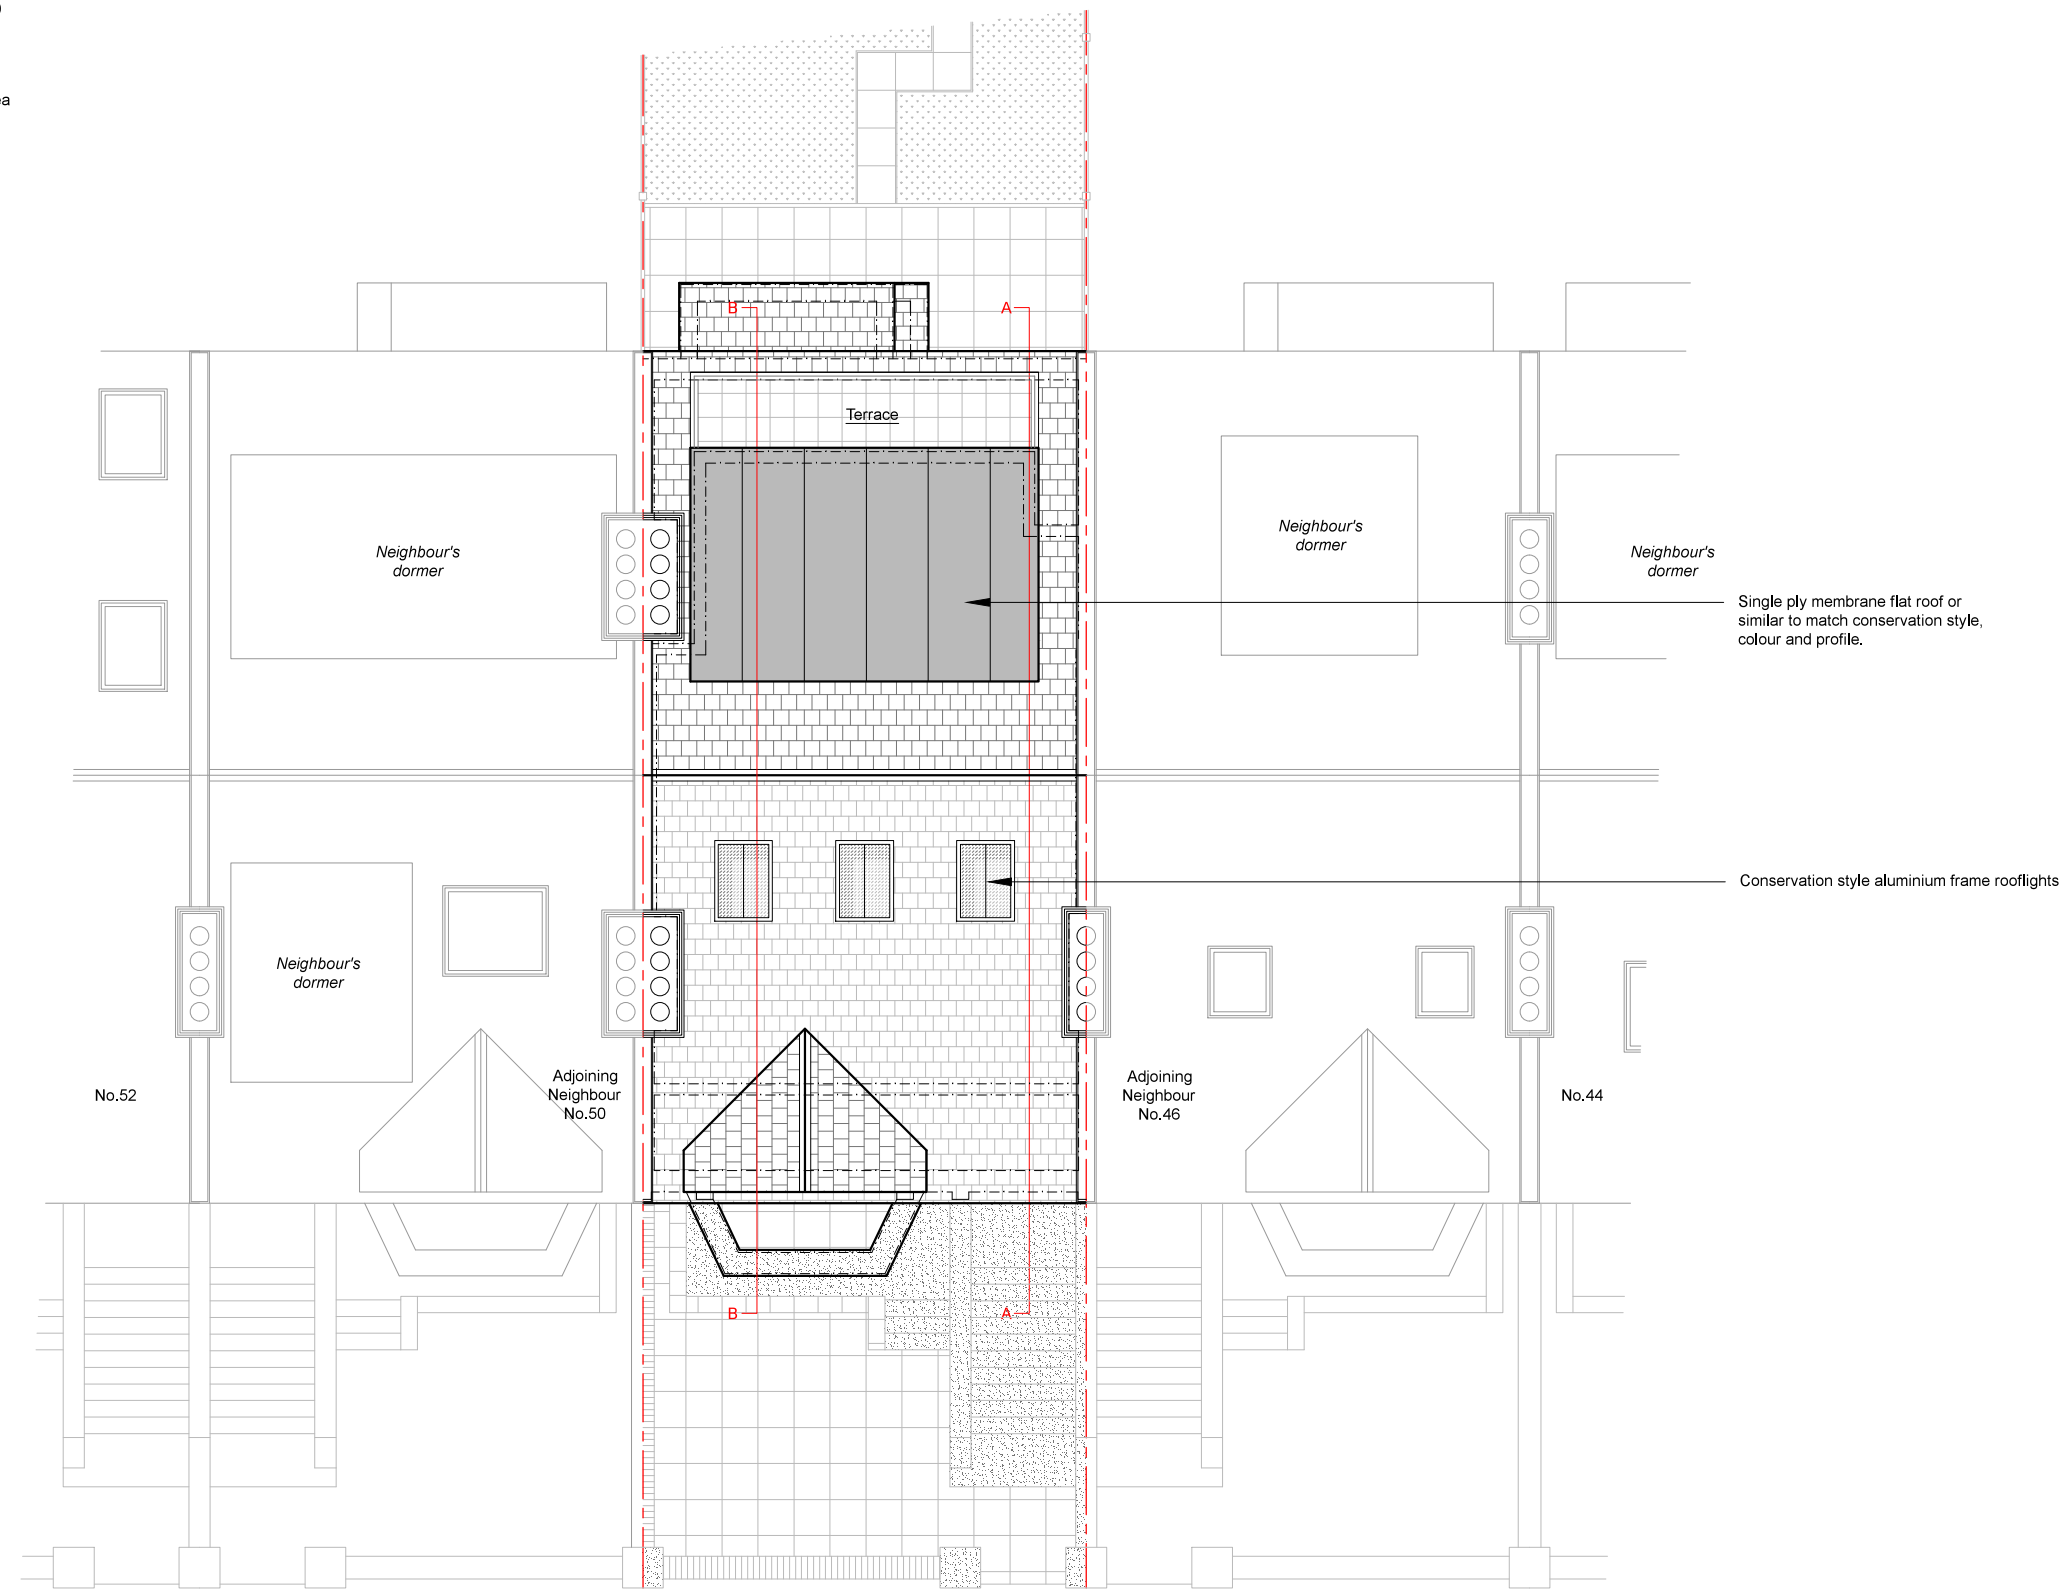 ea
B
A
Terrace
Neighbour's
dormer
Neighbour's
dormer
Neighbour's
dormer
Single ply membrane flat roof or
similar to match conservation style,
colour and profile.
Conservation style aluminium frame rooflights
Neighbour's
dormer
No.52
Adjoining
Neighbour
No.50
Adjoining
Neighbour
No.46
No.44
B
A